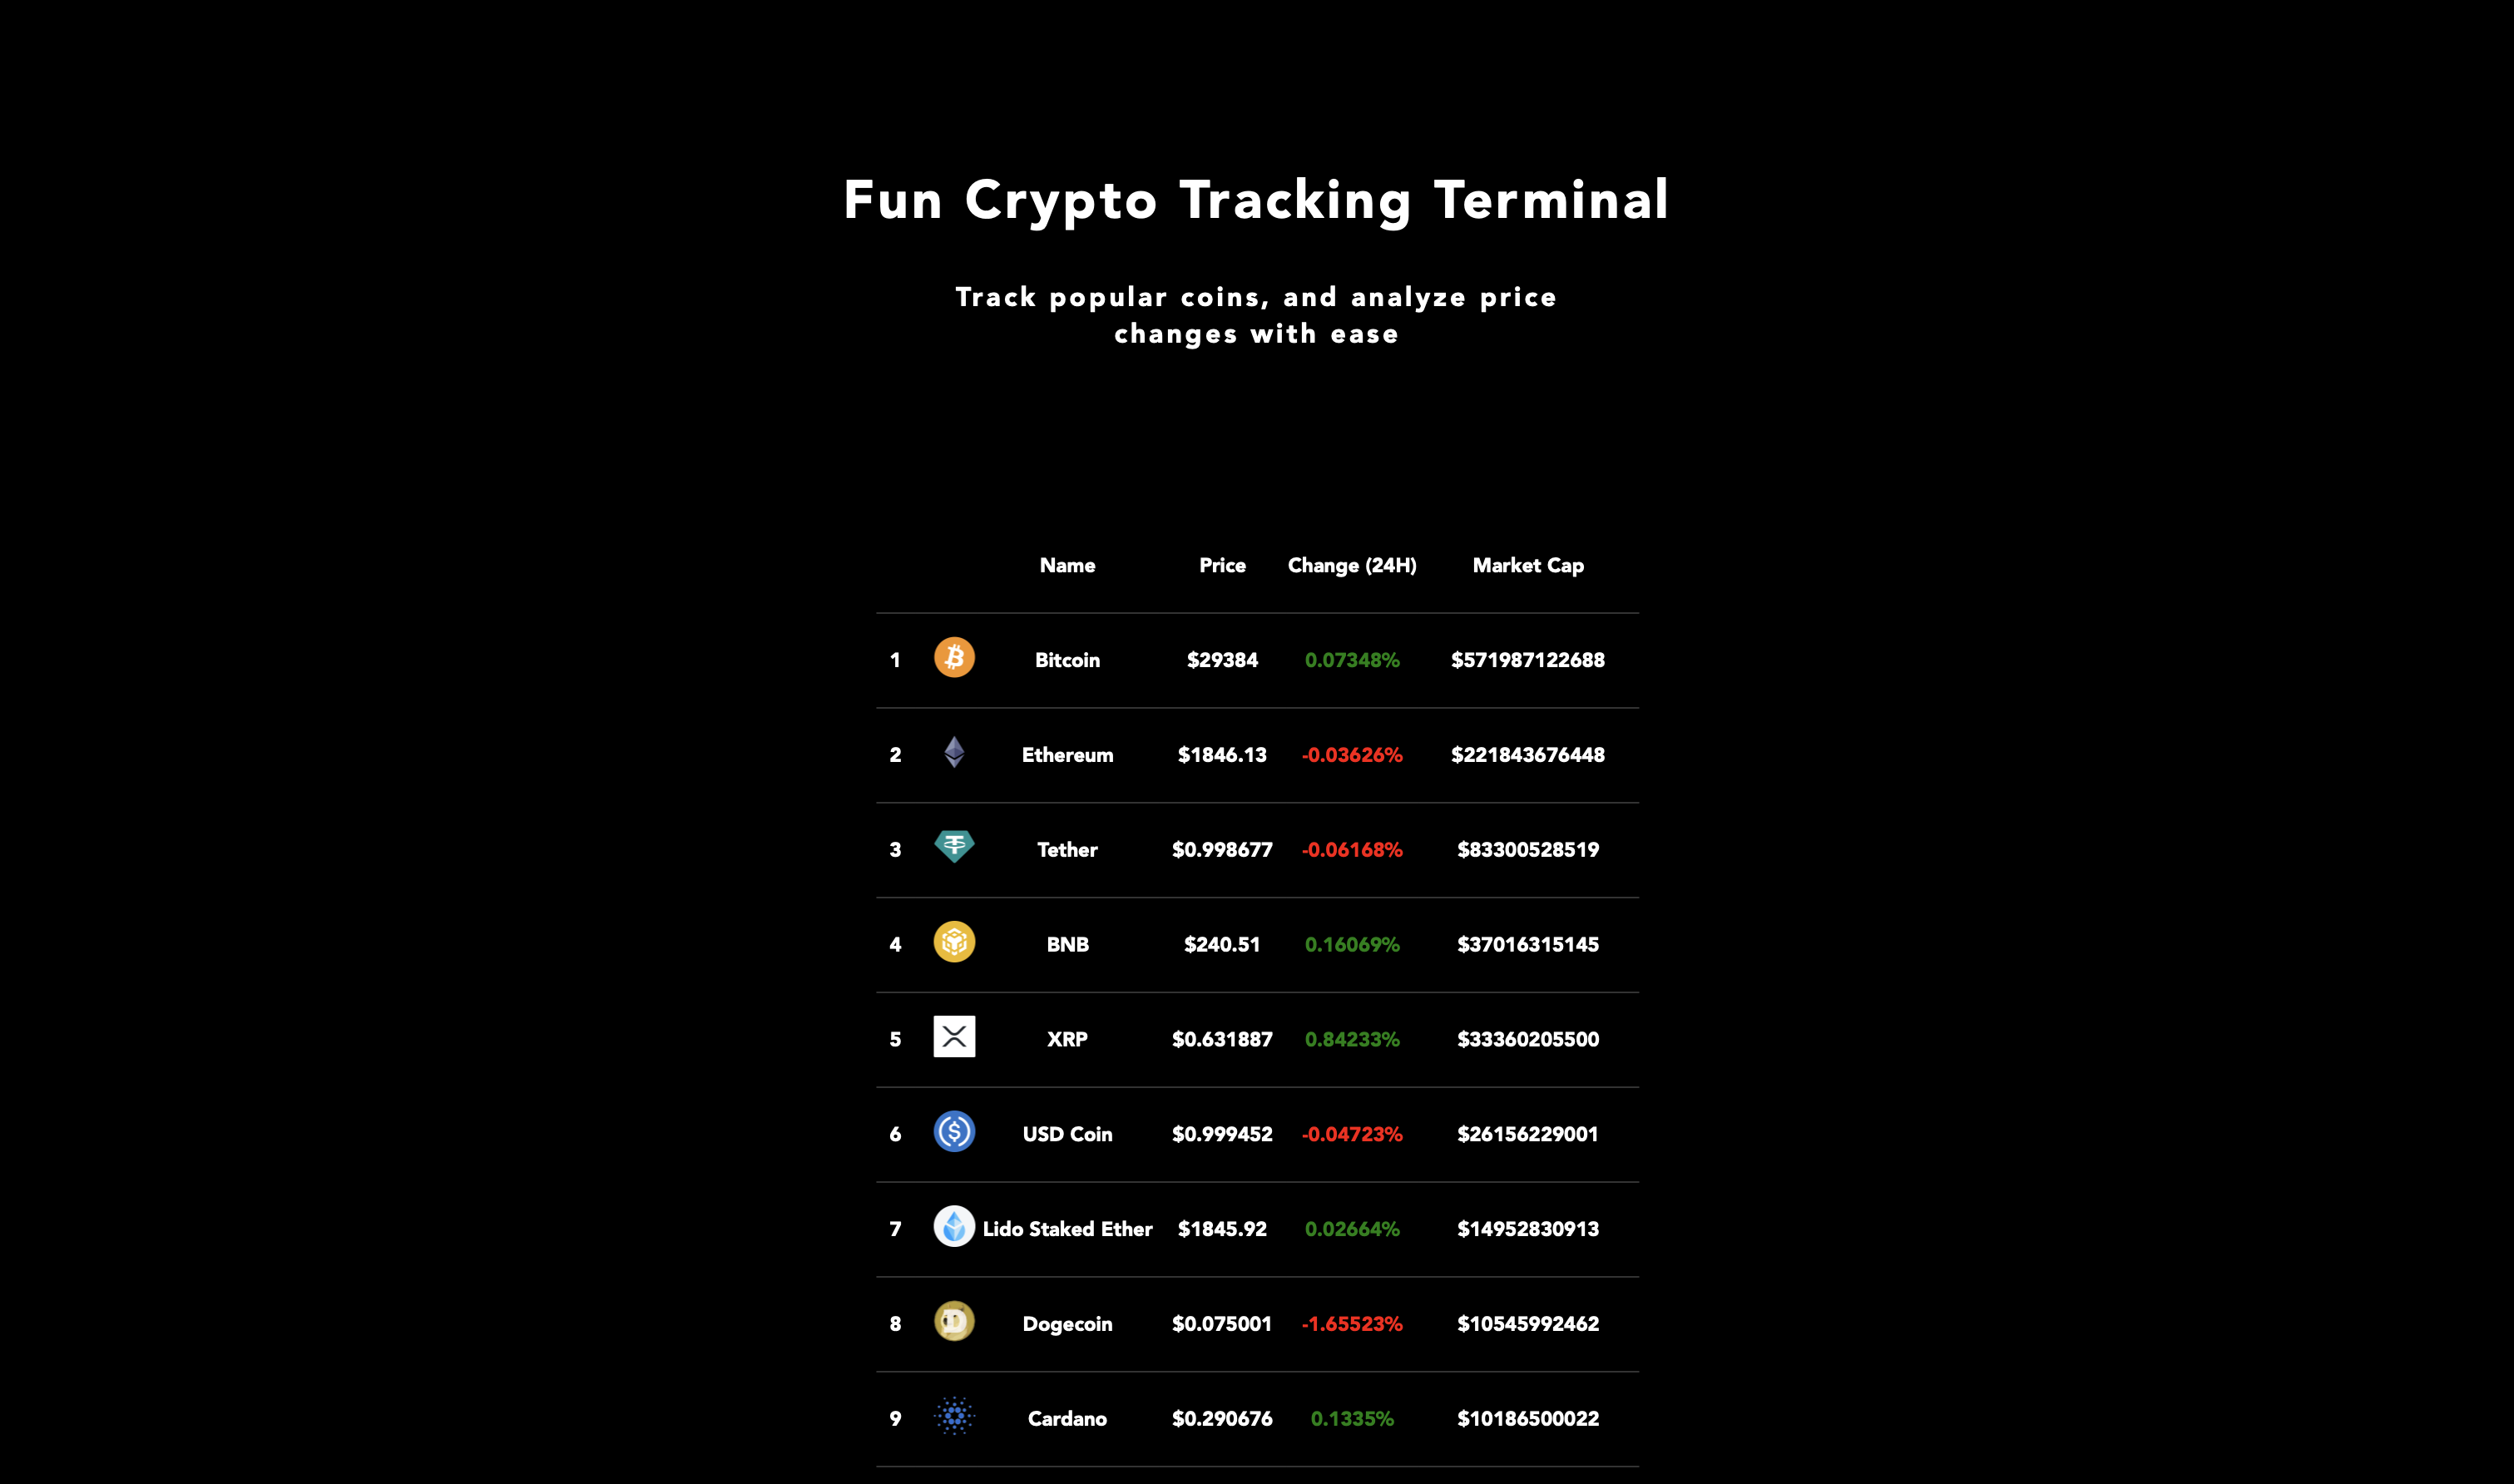 Fun Crypto Tracking Terminal
Track popular coins, and analyze price
changes with ease
Name Price Change (24H) Market Cap
1 Bitcoin $29384 0.07348% $571987122688
2 Ethereum $1846.13 -0.03626% $221843676448
3 Tether $0.998677 -0.06168% $83300528519
4 BNB $240.51 0.16069% $37016315145
5 XRP $0.631887 0.84233% $33360205500
6 USD Coin $0.999452 -0.04723% $26156229001
7 Lido Staked Ether $1845.92 0.02664% $14952830913
8 Dogecoin $0.075001 -1.65523% $10545992462
9 Cardano $0.290676 0.1335% $10186500022